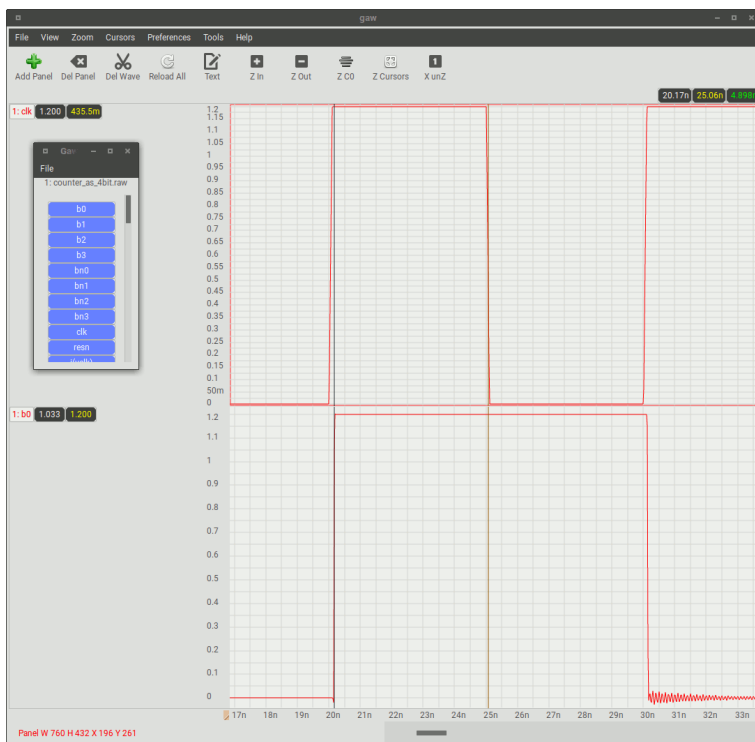 gaw
File View Zoom Cursors Preferences Tools Help
Add Panel Del Panel Del Wave Reload All Text Z In Z Out Z C0 Z Cursors X unZ
20.17n 25.06n 4.898n
1: clk 1.200 435.5m
File
1: counter_as_4bit.raw
b0
b1
b2
b3
bn0
bn1
bn2
bn3
clk
resn
1.2
1.15
1.1
1.05
1
0.95
0.9
0.85
0.8
0.75
0.7
0.65
0.6
0.55
0.5
0.45
0.4
0.35
0.3
0.25
0.2
0.15
0.1
50m
0
1: b0 1.033 1.200
1.2
1.1
1
0.9
0.8
0.7
0.6
0.5
0.4
0.3
0.2
0.1
0
17n 18n 19n 20n 21n 22n 23n 24n 25n 26n 27n 28n 29n 30n 31n 32n 33n
Panel W 760 H 432 X 196 Y 261